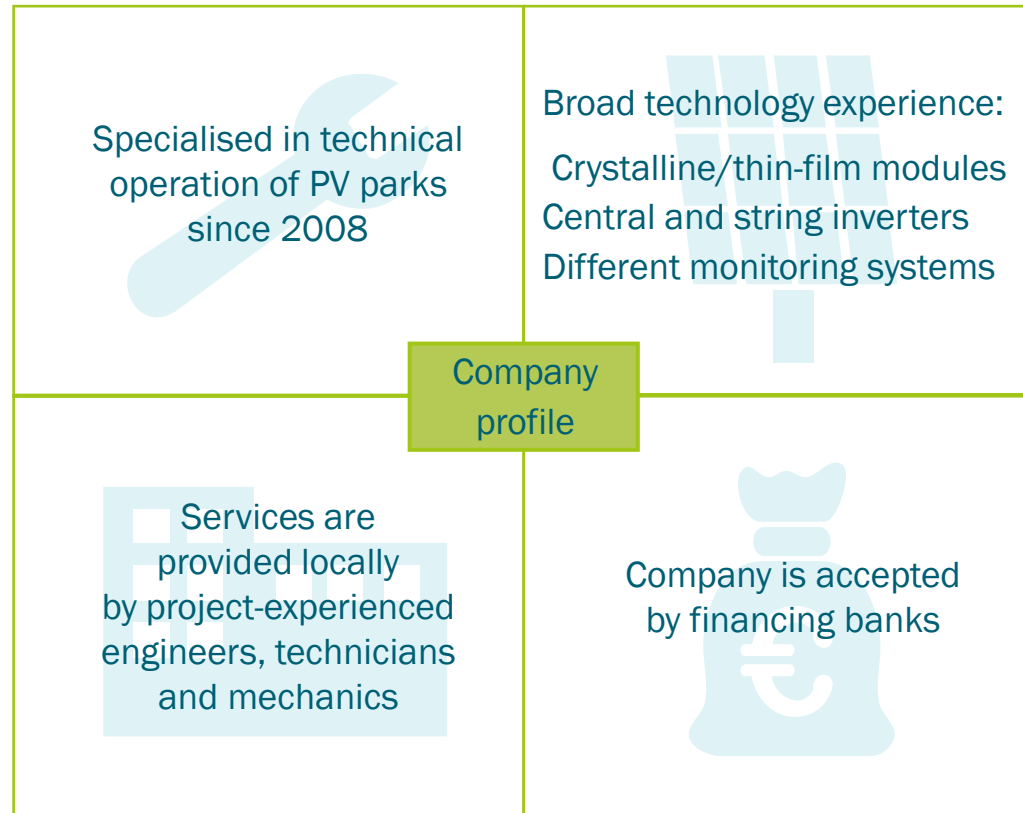 Specialised in technical
operation of PV parks
since 2008
Broad technology experience:
Crystalline/thin-film modules
Central and string inverters
Different monitoring systems
Company
profile
Services are
provided locally
by project-experienced
engineers, technicians
and mechanics
Company is accepted
by financing banks